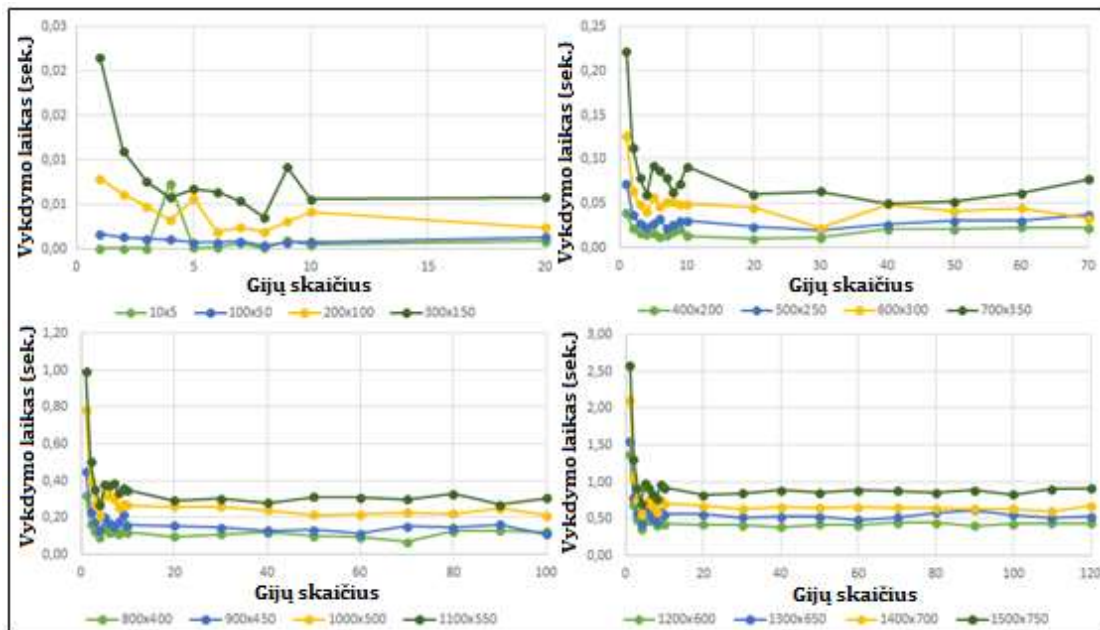 Vykdymo laikas (sek.)
0,03
0,02
0,02
0,01
0,01
0,00
0 5 10 15 20
Gijų skaičius
10x5 100x50 200x100 300x150
Vykdymo laikas (sek.)
0,25
0,20
0,15
0,10
0,05
0,00
0 10 20 30 40 50 60 70
Gijų skaičius
400x200 500x250 600x300 700x350
Vykdymo laikas (sek.)
1,20
1,00
0,80
0,60
0,40
0,20
0,00
0 20 40 60 80 100
Gijų skaičius
800x400 900x450 1000x500 1100x550
Vykdymo laikas (sek.)
3,00
2,50
2,00
1,50
1,00
0,50
0,00
0 20 40 60 80 100 120
Gijų skaičius
1200x600 1300x650 1400x700 1500x750